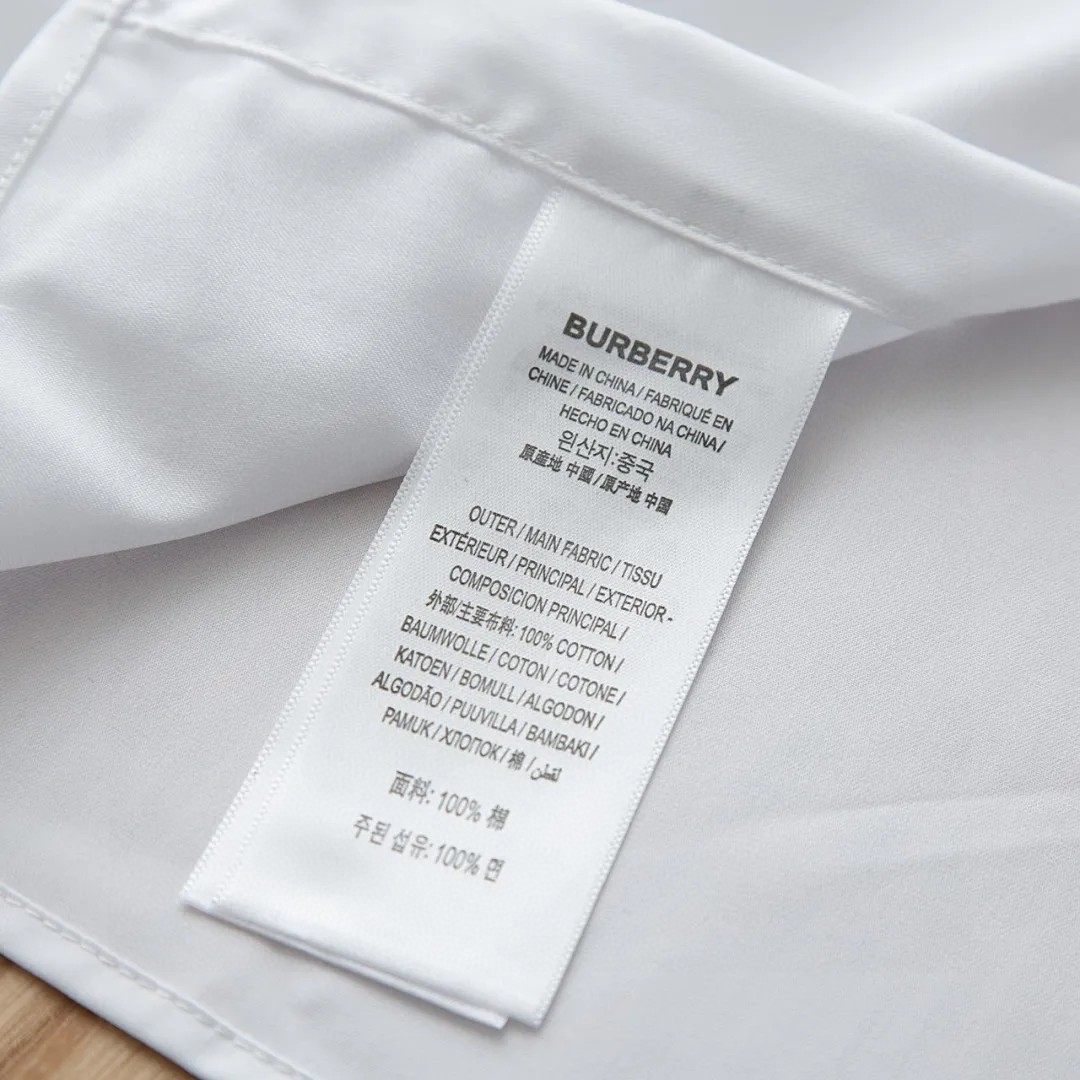 BURBERRY
MADE IN CHINA / FABRIQUÉ EN
CHINE / FABRICADO NA CHINA /
HECHO EN CHINA
원산지:중국
原產地 中國 / 原产地 中國
OUTER / MAIN FABRIC / TISSU
EXTÉRIEUR / PRINCIPAL / EXTERIOR -
COMPOSICION PRINCIPAL /
外部/主要布料: 100% COTTON /
BAUMWOLLE / COTON / COTONE /
KATOEN / BOMULL / ALGODON /
ALGODÃO / PUUVILLA / BAMBAKI /
PAMUK / ХЛОПОК / 棉 /
面料: 100% 棉
주된 섬유: 100% 면